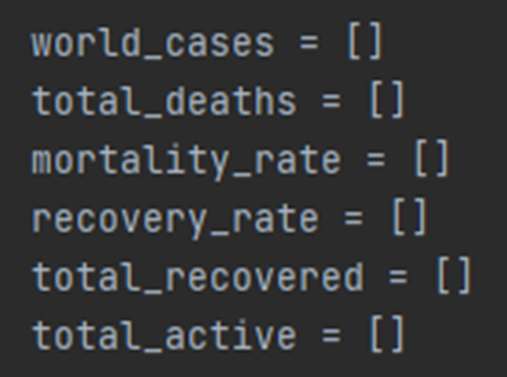 world_cases = []
total_deaths = []
mortality_rate = []
recovery_rate = []
total_recovered = []
total_active = []